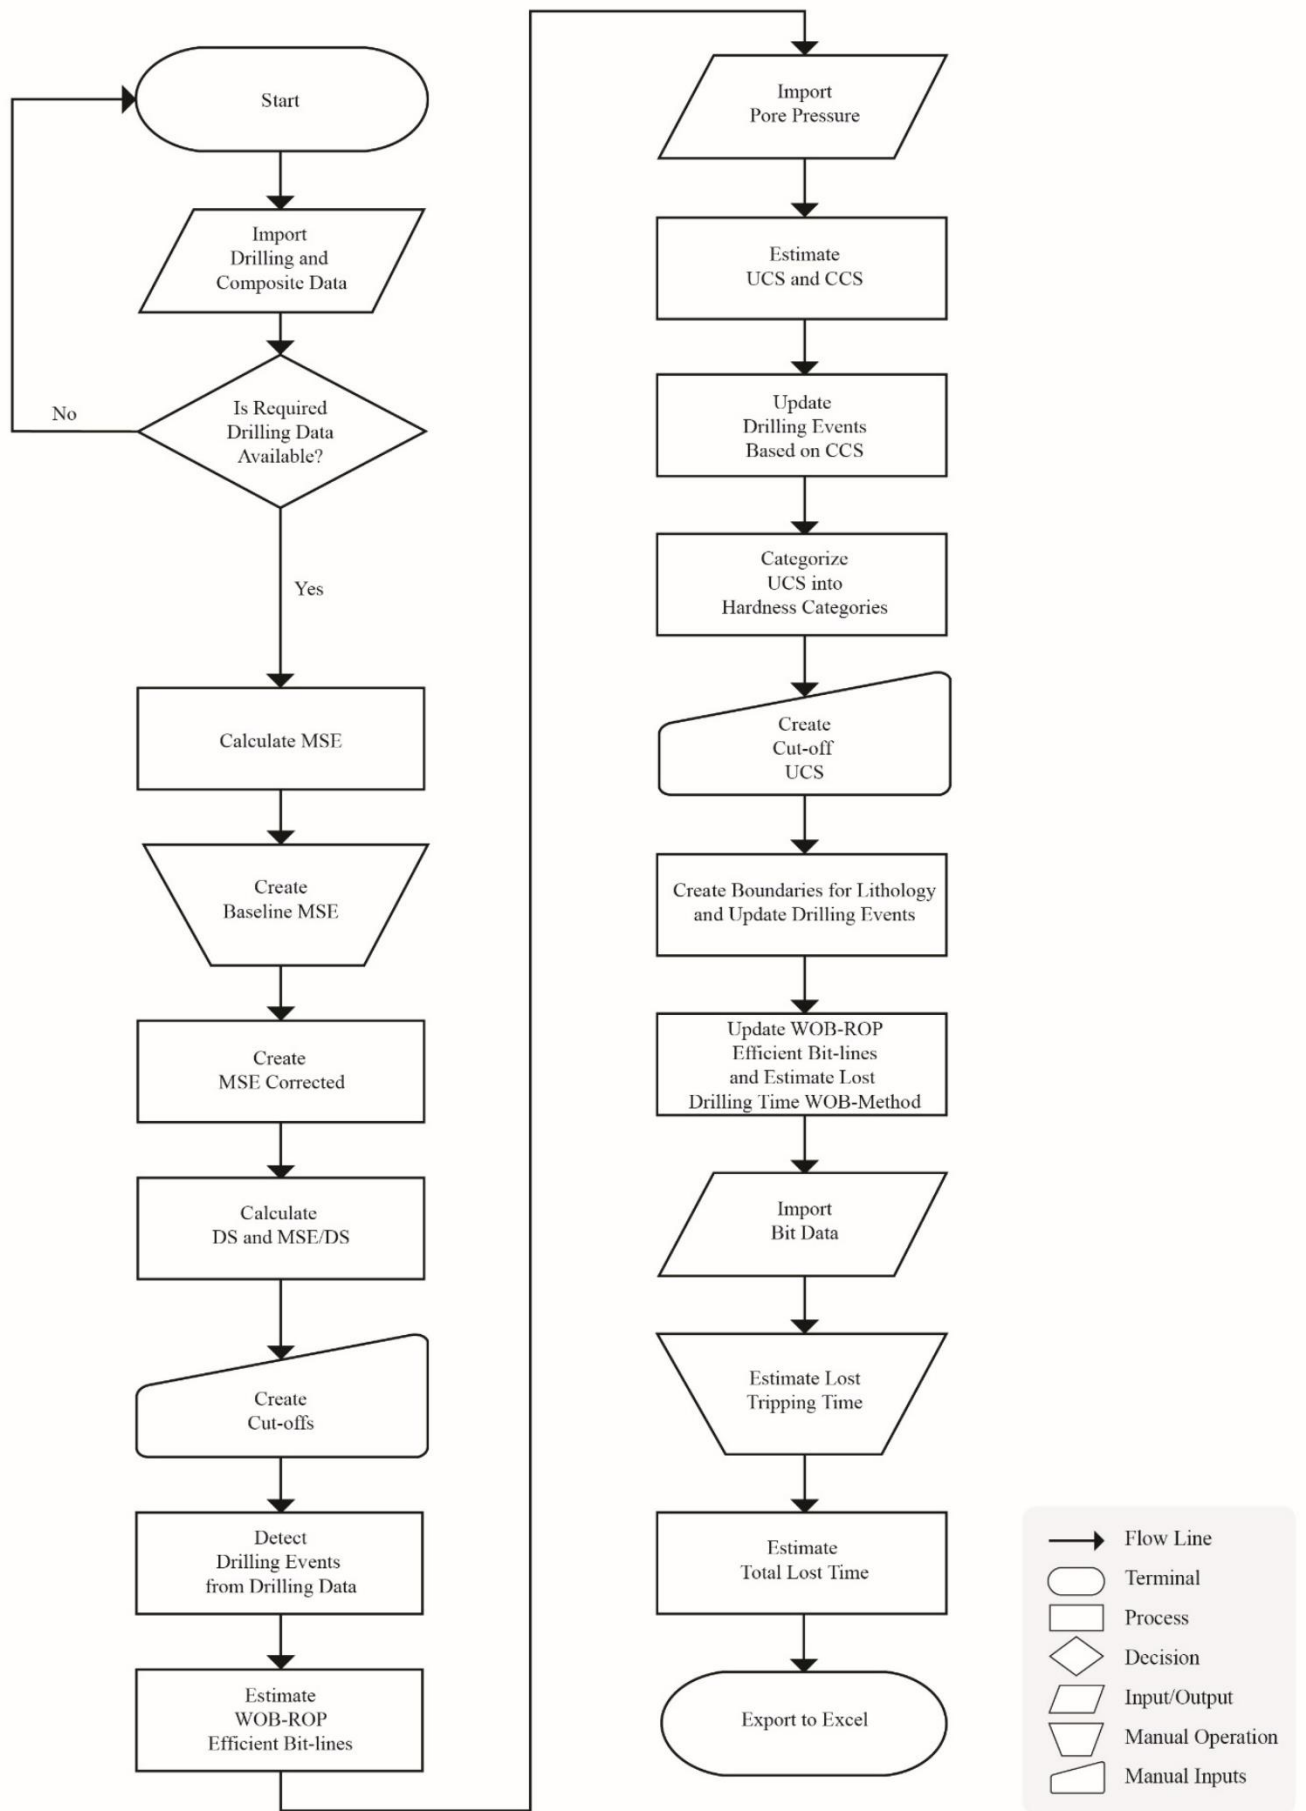 Start
Import
Drilling and
Composite Data
Is Required
Drilling Data
Available?
No
Yes
Calculate MSE
Create
Baseline MSE
Create
MSE Corrected
Calculate
DS and MSE/DS
Create
Cut-offs
Detect
Drilling Events
from Drilling Data
Estimate
WOB-ROP
Efficient Bit-lines
Import
Pore Pressure
Estimate
UCS and CCS
Update
Drilling Events
Based on CCS
Categorize
UCS into
Hardness Categories
Create
Cut-off
UCS
Create Boundaries for Lithology
and Update Drilling Events
Update WOB-ROP
Efficient Bit-lines
and Estimate Lost
Drilling Time WOB-Method
Import
Bit Data
Estimate Lost
Tripping Time
Estimate
Total Lost Time
Export to Excel
Flow Line
Terminal
Process
Decision
Input/Output
Manual Operation
Manual Inputs